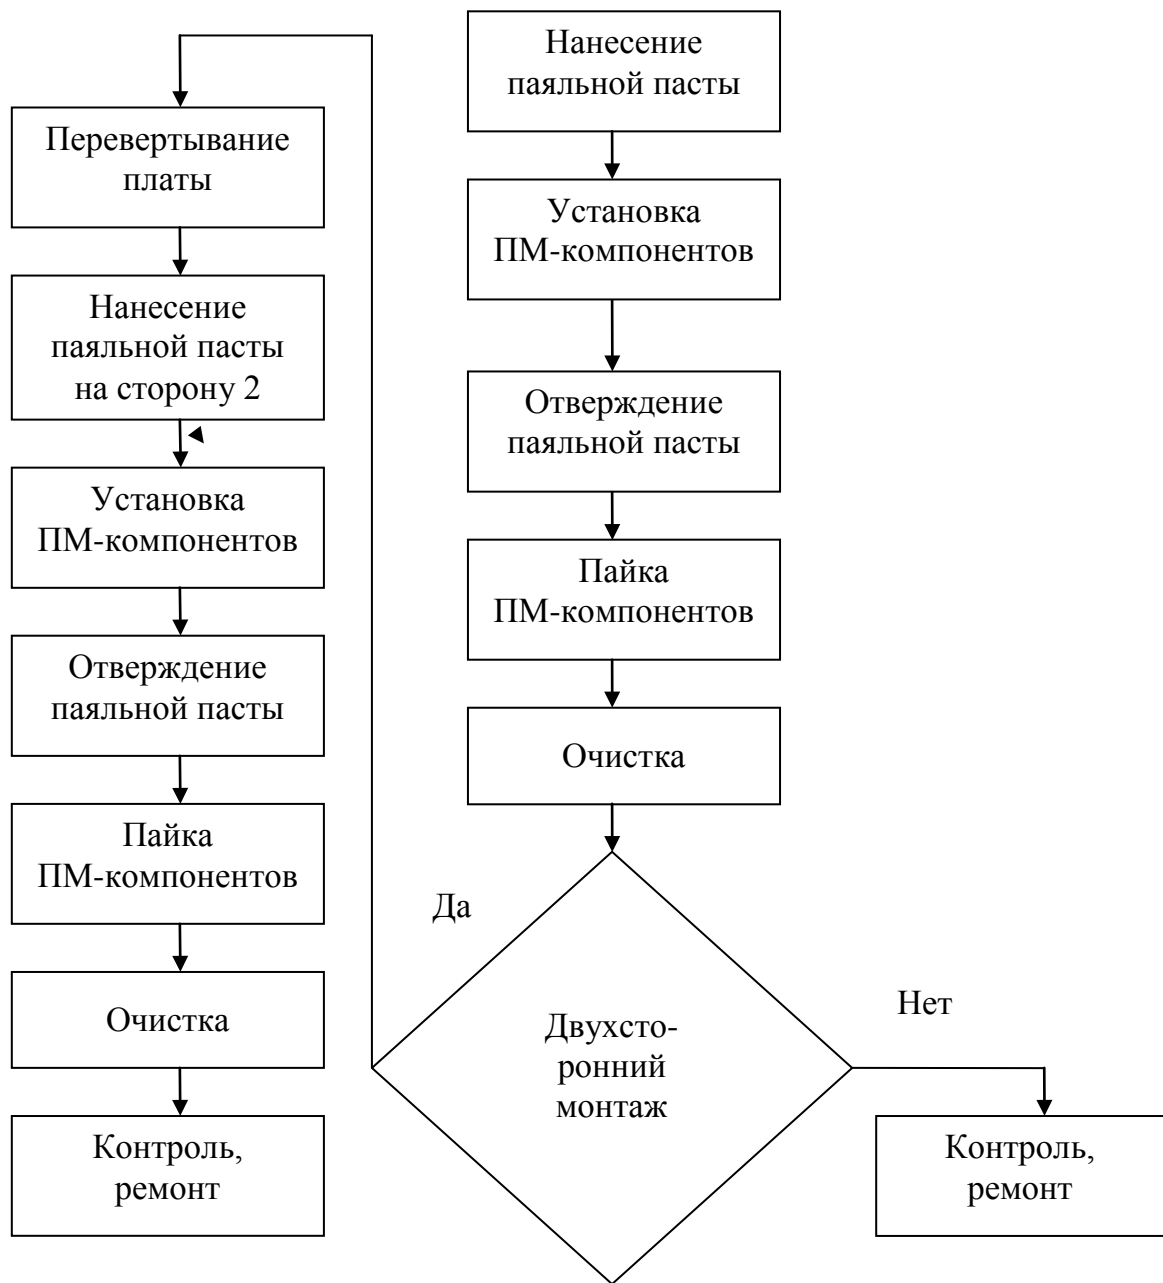 Нанесение
паяльной пасты
Установка
ПМ-компонентов
Отверждение
паяльной пасты
Пайка
ПМ-компонентов
Очистка
Двухсто-
ронний
монтаж
Да
Нет
Перевертывание
платы
Нанесение
паяльной пасты
на сторону 2
Установка
ПМ-компонентов
Отверждение
паяльной пасты
Пайка
ПМ-компонентов
Очистка
Контроль,
ремонт
Контроль,
ремонт